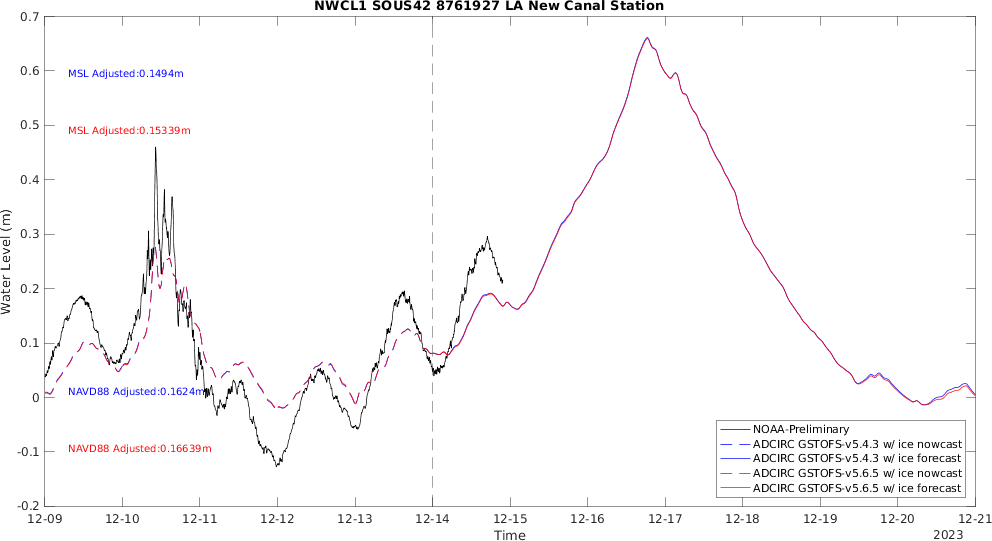 NWCL1 SOUS42 8761927 LA New Canal Station
0.7
0.6
0.5
0.4
0.3
0.2
0.1
0
-0.1
-0.2
Water Level (m)
MSL Adjusted:0.1494m
MSL Adjusted:0.15339m
NAVD88 Adjusted:0.1624m
NAVD88 Adjusted:0.16639m
NOAA-Preliminary
ADCIRC GSTOFS-v5.4.3 w/ ice nowcast
ADCIRC GSTOFS-v5.4.3 w/ ice forecast
ADCIRC GSTOFS-v5.6.5 w/ ice nowcast
ADCIRC GSTOFS-v5.6.5 w/ ice forecast
12-09 12-10 12-11 12-12 12-13 12-14 12-15 12-16 12-17 12-18 12-19 12-20 12-21
Time
2023